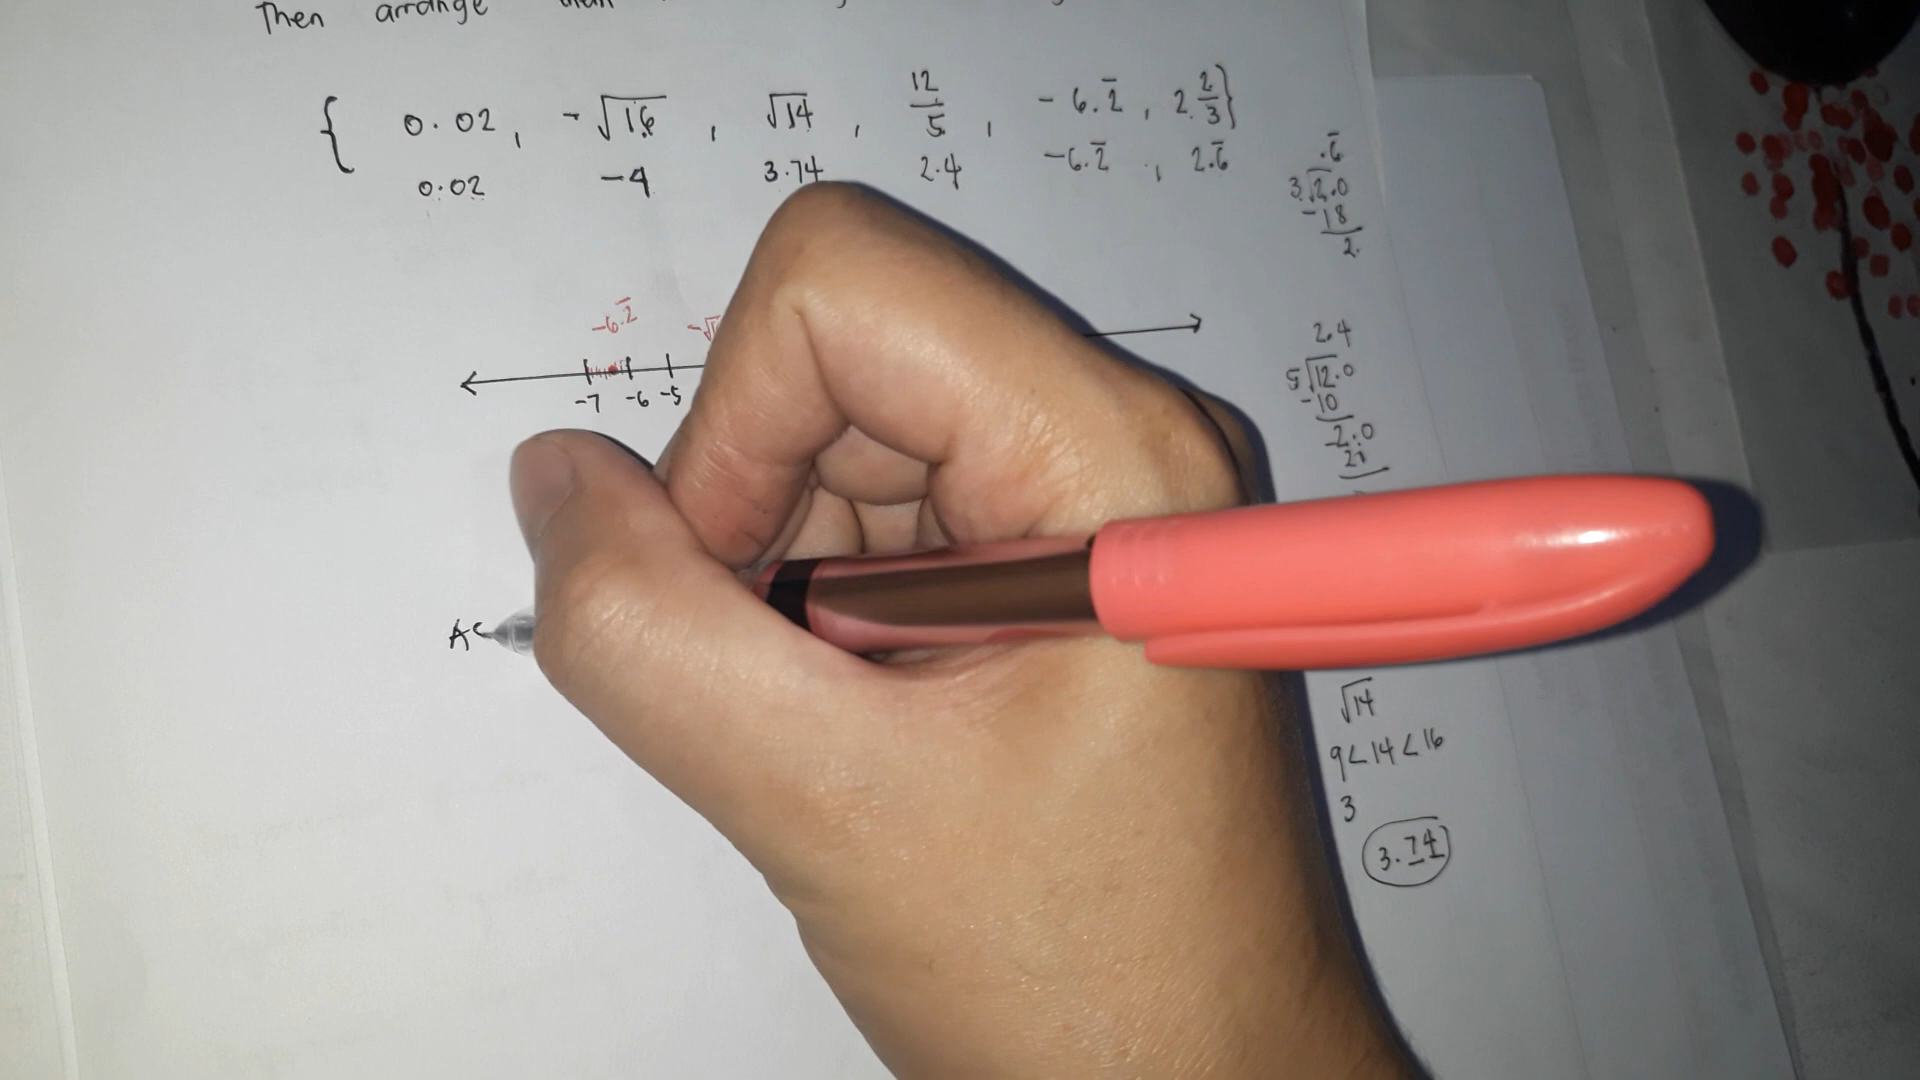 Then arrange
{ 0.02, -√16, √14, 12/5, -6.2̅, 2 2/3}
0.02 -4 3.74 2.4 -6.2̅ , 2.6̅
.6̅
3√2.0
-18
2
-6.2̅
-7 -6 -5
2.4
5√12.0
-10
-2.0
A
√14
9<14<16
3
3.74